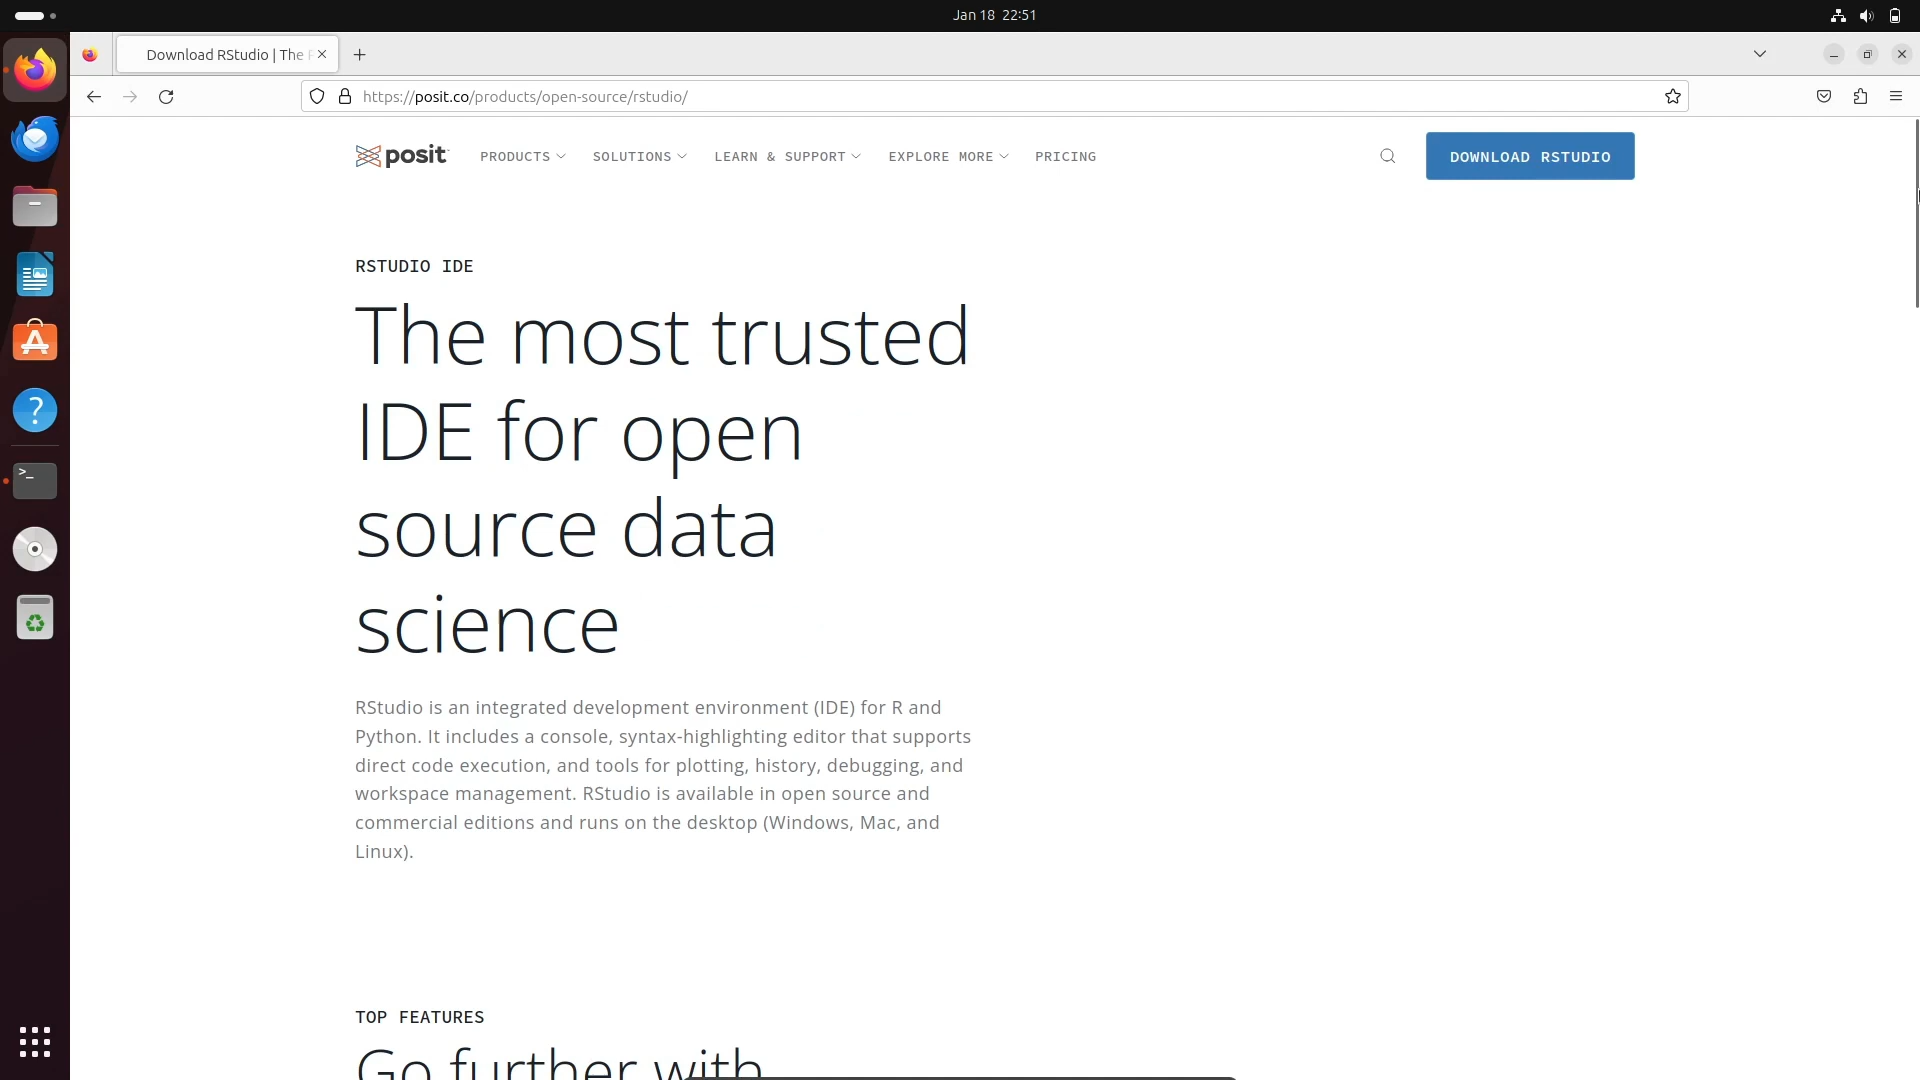 Jan 18 22:51
Download RStudio | The
https://posit.co/products/open-source/rstudio/
posit
PRODUCTS
SOLUTIONS
LEARN & SUPPORT
EXPLORE MORE
PRICING
DOWNLOAD RSTUDIO
RSTUDIO IDE
The most trusted
IDE for open
source data
science
RStudio is an integrated development environment (IDE) for R and
Python. It includes a console, syntax-highlighting editor that supports
direct code execution, and tools for plotting, history, debugging, and
workspace management. RStudio is available in open source and
commercial editions and runs on the desktop (Windows, Mac, and
Linux).
TOP FEATURES
Go further with